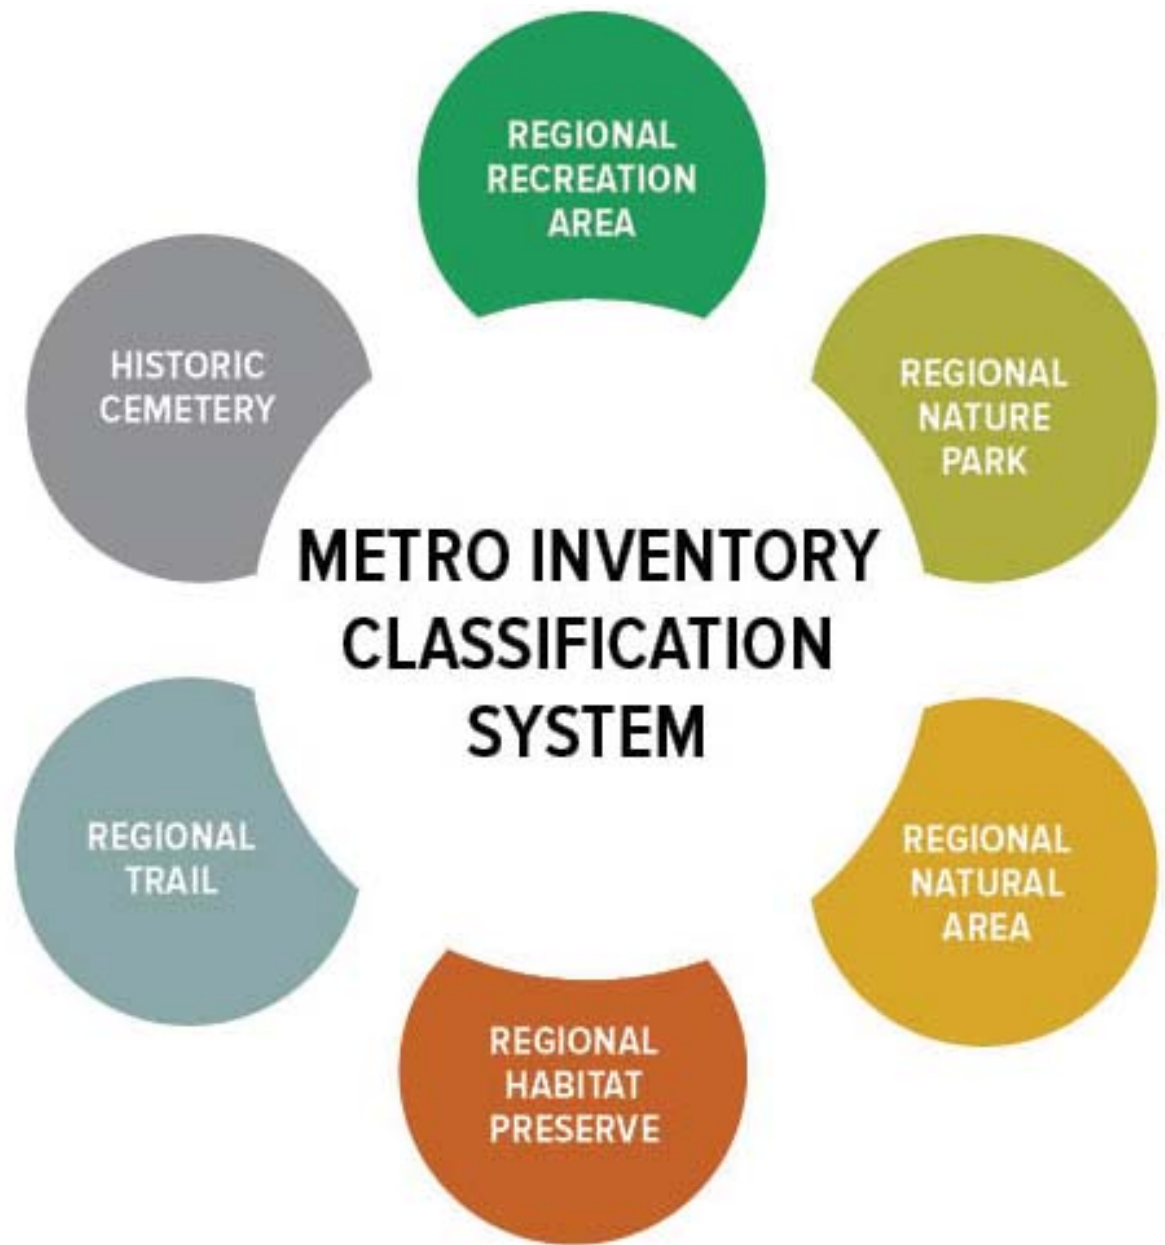 REGIONAL
RECREATION
AREA
HISTORIC
CEMETERY
REGIONAL
NATURE
PARK
METRO INVENTORY
CLASSIFICATION
SYSTEM
REGIONAL
TRAIL
REGIONAL
NATURAL
AREA
REGIONAL
HABITAT
PRESERVE